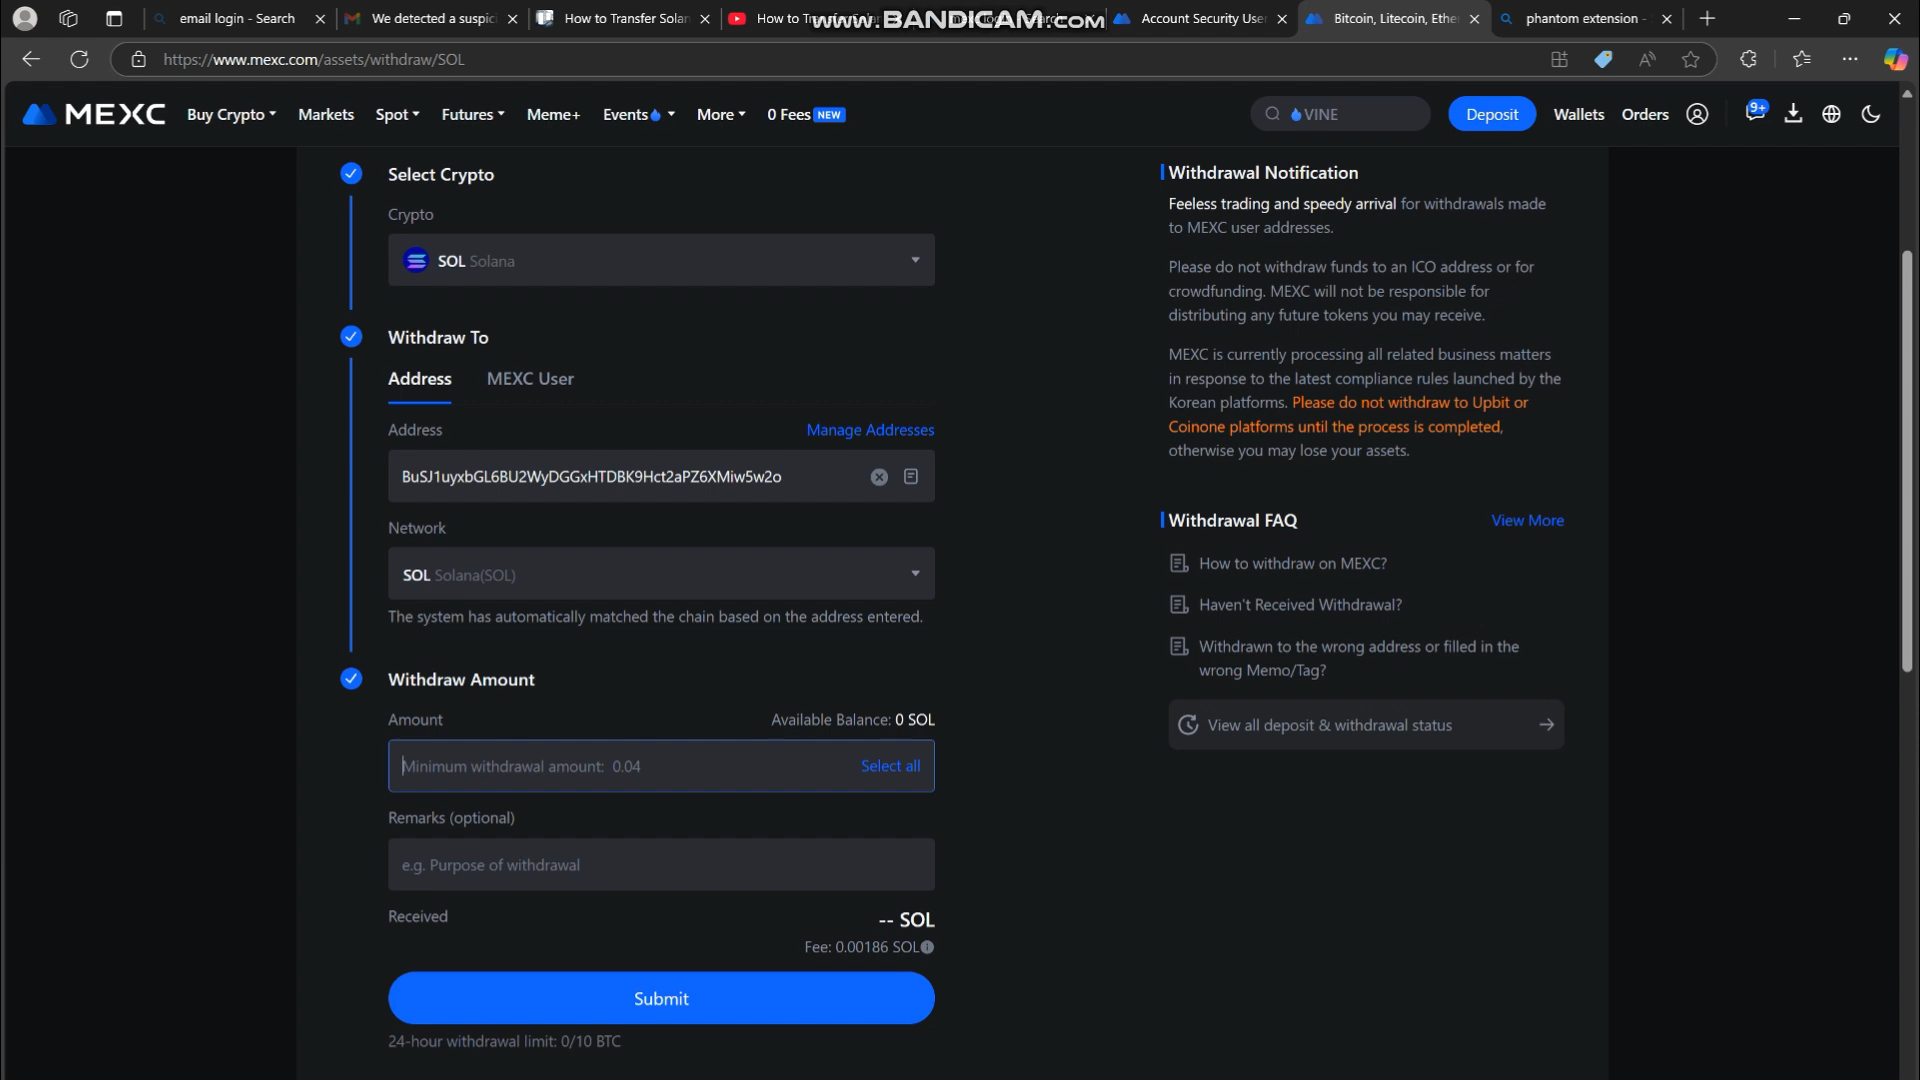 email login - Search
We detected a suspici
How to Transfer Solan
How to
Account Security User
Bitcoin, Litecoin, Ethe
phantom extension -
www.BANDICAM.com
https://www.mexc.com/assets/withdraw/SOL
MEXC
Buy Crypto
Markets
Spot
Futures
Meme+
Events
More
0 Fees NEW
VINE
Deposit
Wallets
Orders
9+
Select Crypto
Crypto
SOL Solana
Withdraw To
Address
MEXC User
Address
Manage Addresses
BuSJ1uyxbGL6BU2WyDGGxHTDBK9Hct2aPZ6XMiw5w2o
Network
SOL Solana(SOL)
The system has automatically matched the chain based on the address entered.
Withdraw Amount
Amount
Available Balance: 0 SOL
Minimum withdrawal amount: 0.04
Select all
Remarks (optional)
e.g. Purpose of withdrawal
Received
-- SOL
Fee: 0.00186 SOL
Submit
24-hour withdrawal limit: 0/10 BTC
Withdrawal Notification
Feeless trading and speedy arrival for withdrawals made
to MEXC user addresses.
Please do not withdraw funds to an ICO address or for
crowdfunding. MEXC will not be responsible for
distributing any future tokens you may receive.
MEXC is currently processing all related business matters
in response to the latest compliance rules launched by the
Korean platforms. Please do not withdraw to Upbit or
Coinone platforms until the process is completed,
otherwise you may lose your assets.
Withdrawal FAQ
View More
How to withdraw on MEXC?
Haven't Received Withdrawal?
Withdrawn to the wrong address or filled in the
wrong Memo/Tag?
View all deposit & withdrawal status